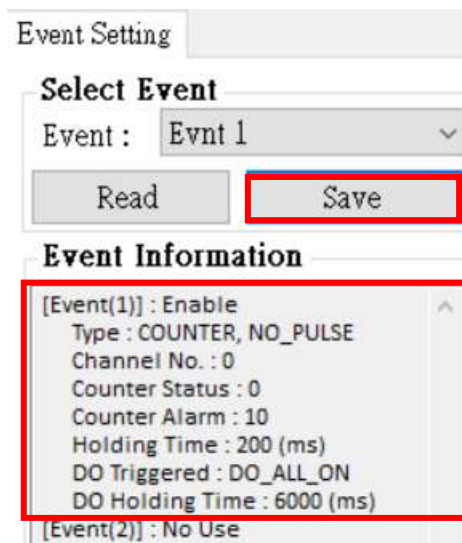 Event Setting
Select Event
Event : Evnt 1
Read Save
Event Information
[Event(1)] : Enable
Type : COUNTER, NO_PULSE
Channel No. : 0
Counter Status : 0
Counter Alarm : 10
Holding Time : 200 (ms)
DO Triggered : DO_ALL_ON
DO Holding Time : 6000 (ms)
[Event(2)] : No Use